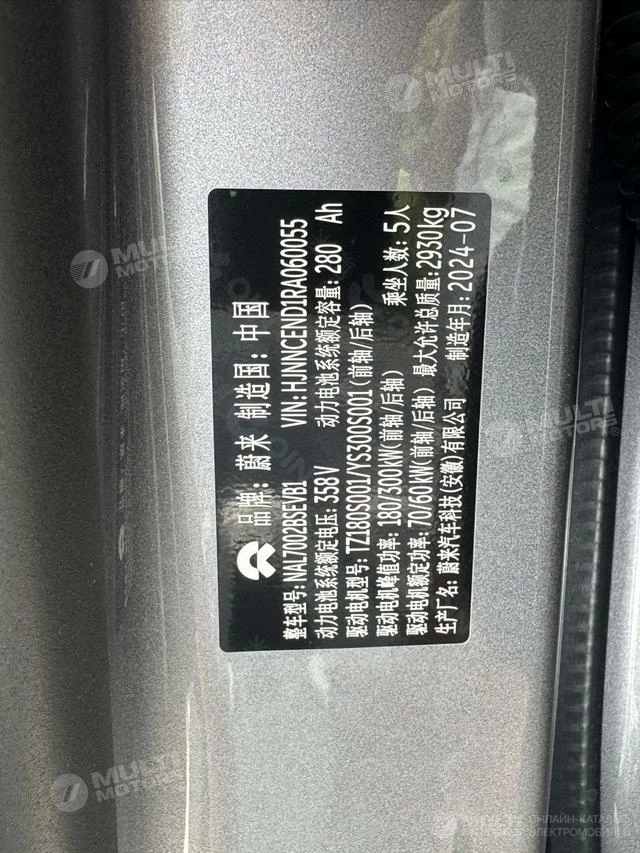 品牌: 蔚来 制造国: 中国
整车型号: NAL7002BSEVB1 VIN: HJNNCEND1RA060055
动力电池系统额定电压: 358V 动力电池系统额定容量: 280 Ah
驱动电机型号: TZ180S001/YS300S001(前轴/后轴)
驱动电机峰值功率: 180/300kW(前轴/后轴) 乘坐人数: 5人
驱动电机额定功率: 70/60kW(前轴/后轴) 最大允许总质量: 2930kg
生产厂名: 蔚来汽车科技(安徽)有限公司 制造年月: 2024-07
MULTI MOTORS
MULTI MOTORS
MULTI MOTORS
MULTI MOTORS
ОНЛАЙН-КАТАЛОГ
ЭЛЕКТРОМОБИЛЕЙ